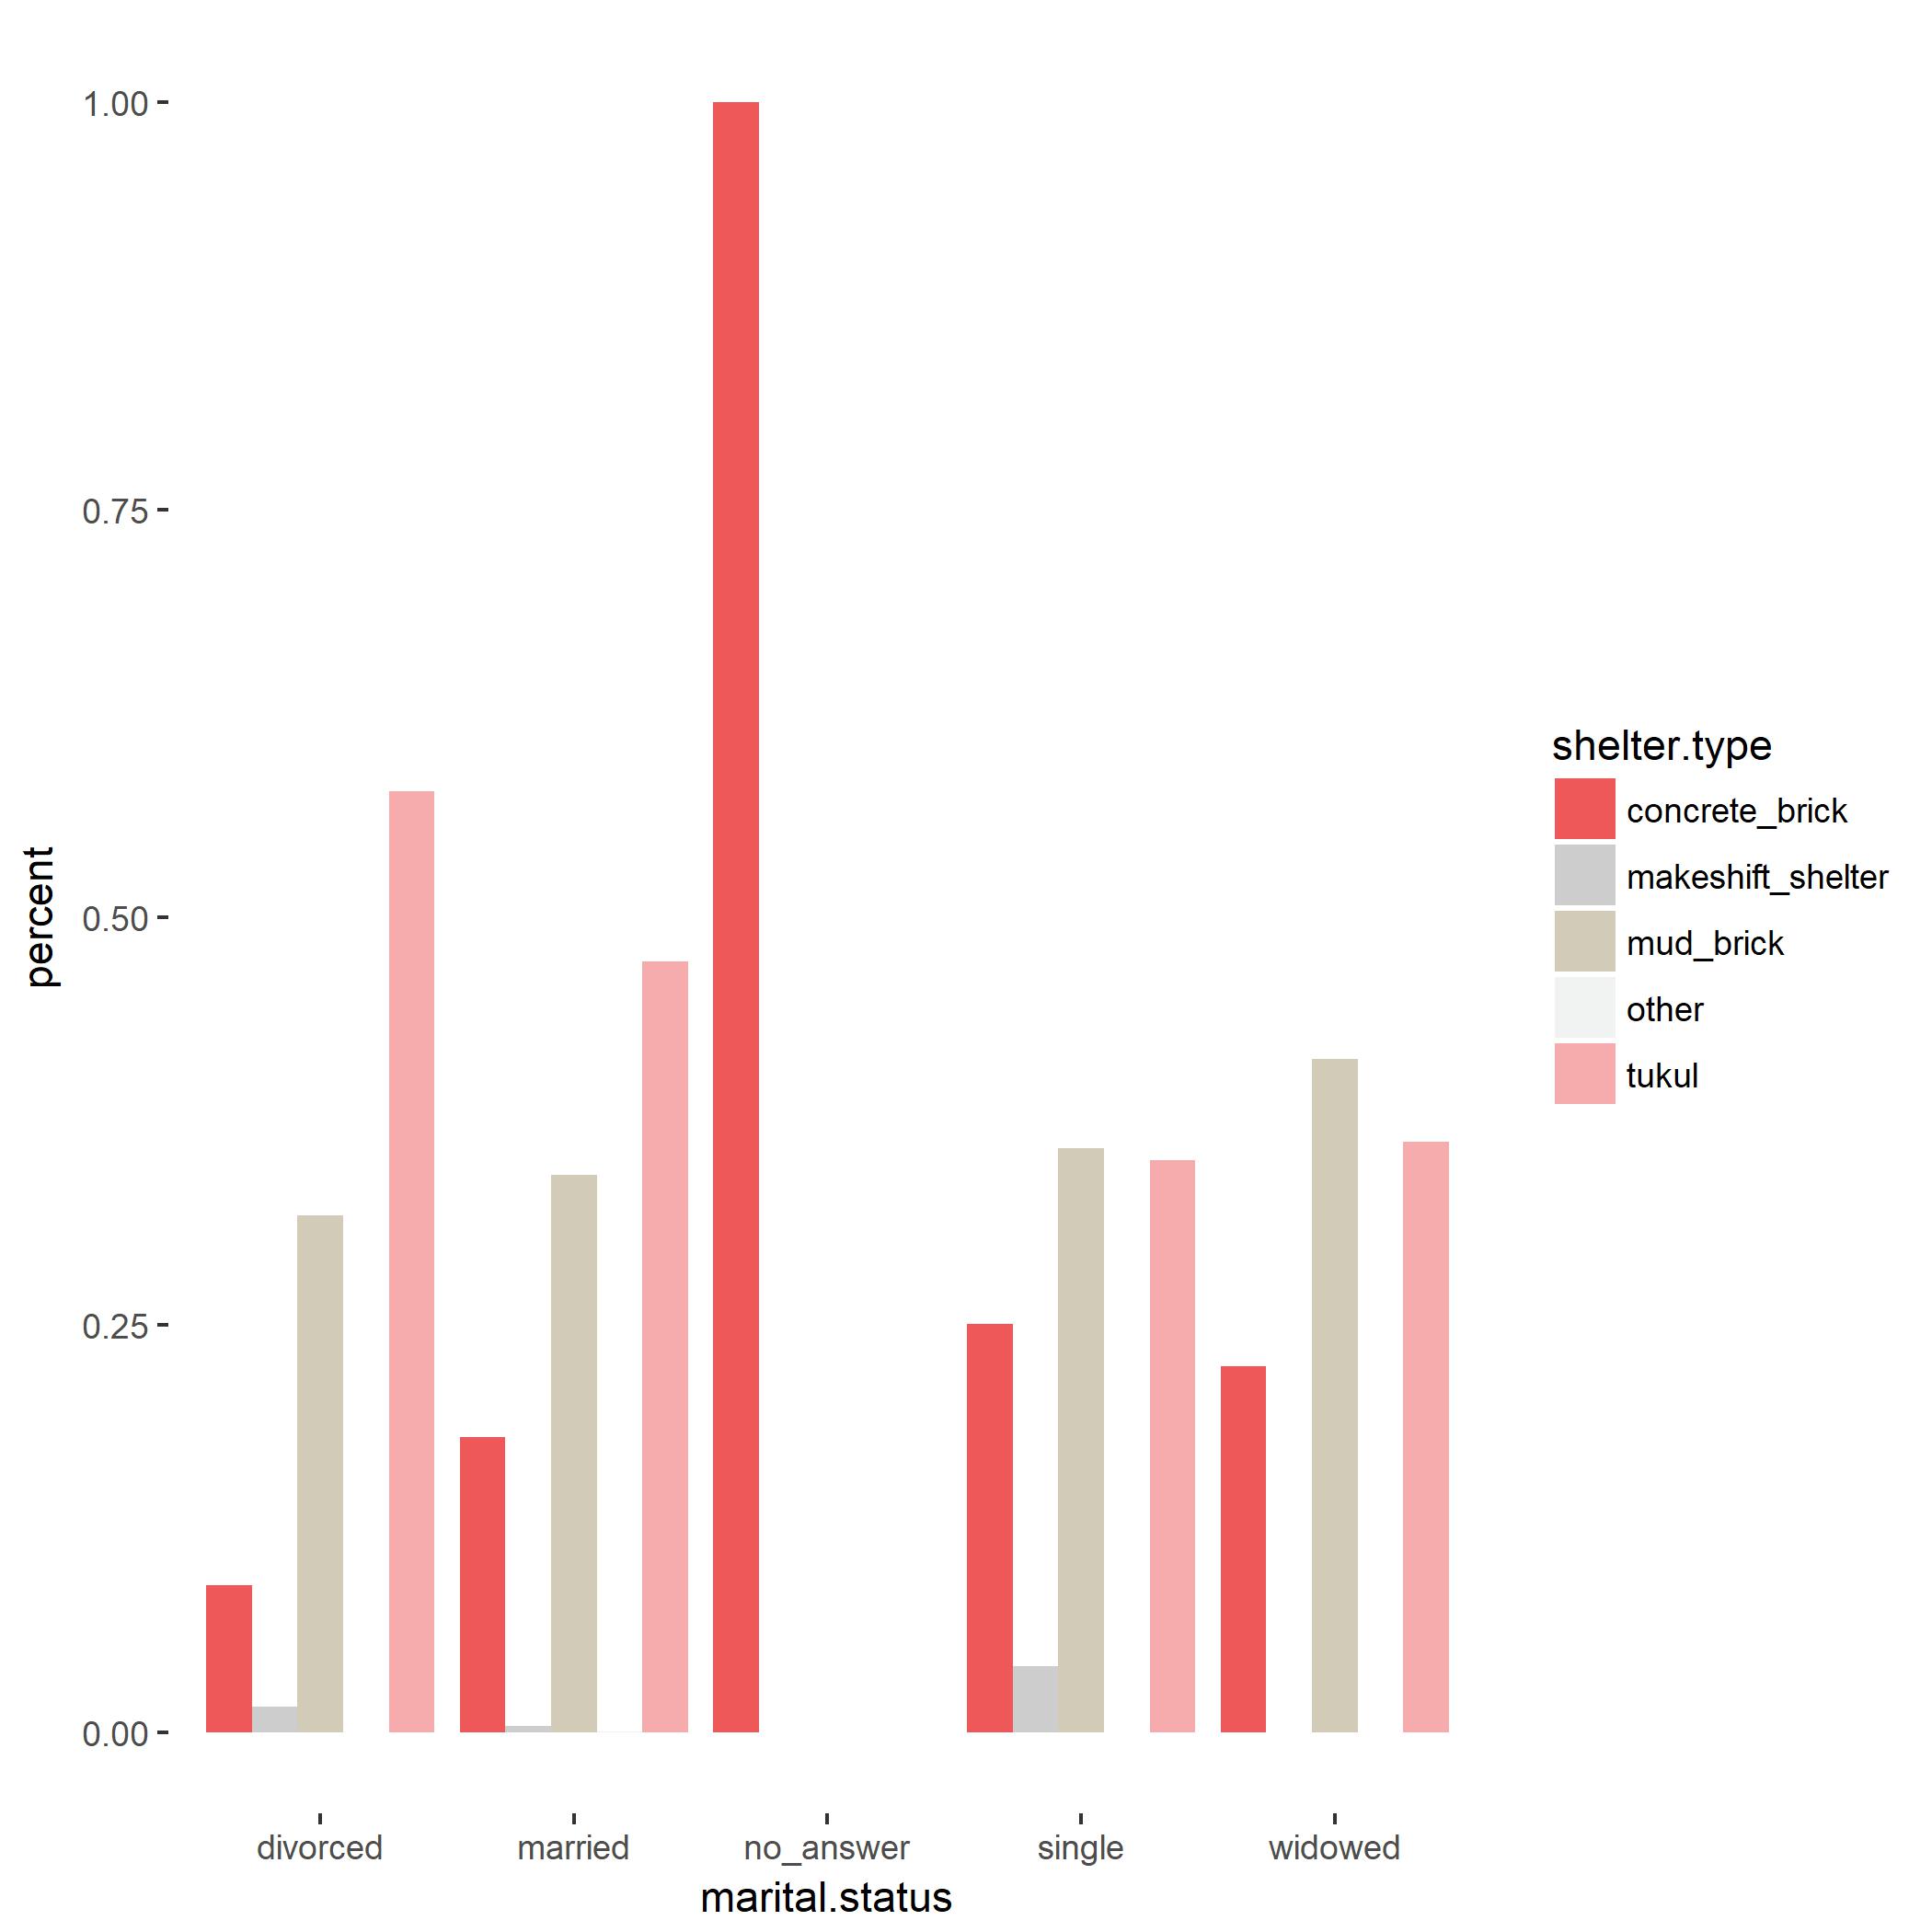 percent
1.00
0.75
0.50
0.25
0.00
divorced married no_answer single widowed
marital.status
shelter.type
concrete_brick
makeshift_shelter
mud_brick
other
tukul